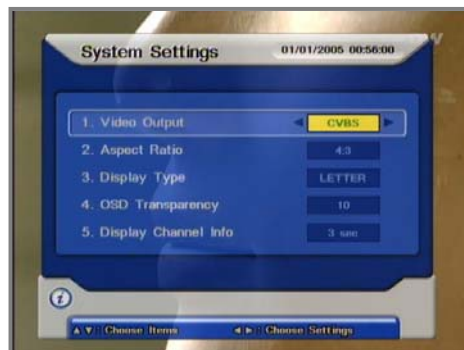 System Settings 01/01/2005 00:56:00
1. Video Output CVBS
2. Aspect Ratio 4:3
3. Display Type LETTER
4. OSD Transparency 10
5. Display Channel Info 3 sec
i
▲ ▼ : Choose Items ◄ ► : Choose Settings